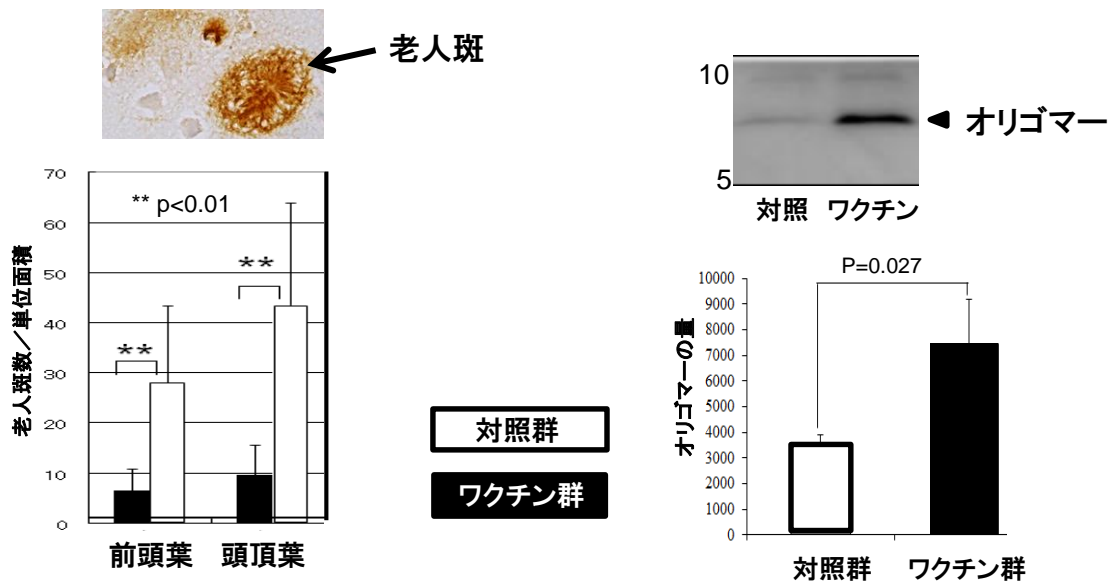 老人斑
70
60
50
40
30
20
10
0
** p<0.01
**
**
老人斑数/単位面積
前頭葉 頭頂葉
対照群
ワクチン群
10
5
オリゴマー
対照 ワクチン
P=0.027
10000
9000
8000
7000
6000
5000
4000
3000
2000
1000
0
オリゴマーの量
対照群 ワクチン群